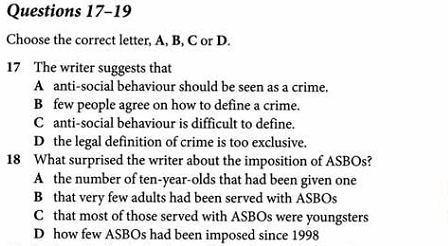 Questions 17–19
Choose the correct letter, A, B, C or D.
17 The writer suggests that
A anti-social behaviour should be seen as a crime.
B few people agree on how to define a crime.
C anti-social behaviour is difficult to define.
D the legal definition of crime is too exclusive.
18 What surprised the writer about the imposition of ASBOs?
A the number of ten-year-olds that had been given one
B that very few adults had been served with ASBOs
C that most of those served with ASBOs were youngsters
D how few ASBOs had been imposed since 1998